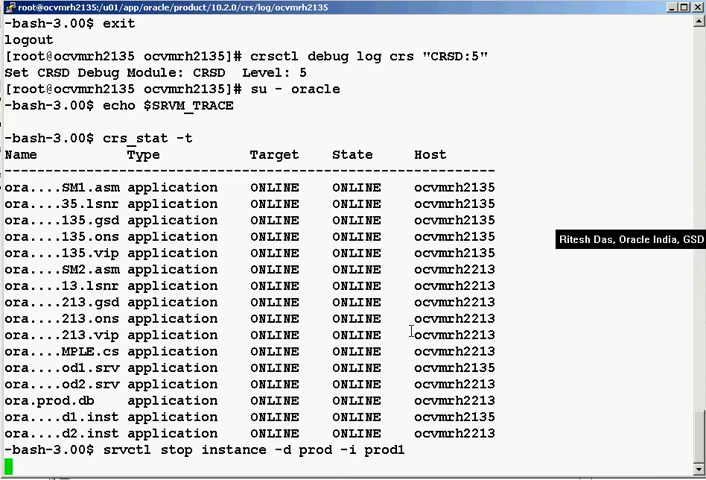 root@ocvmrh2135:/u01/app/oracle/product/10.2.0/crs/log/ocvmrh2135
-bash-3.00$ exit
logout
[root@ocvmrh2135 ocvmrh2135]# crsctl debug log crs "CRSD:5"
Set CRSD Debug Module: CRSD  Level: 5
[root@ocvmrh2135 ocvmrh2135]# su - oracle
-bash-3.00$ echo $SRVM_TRACE
-bash-3.00$ crs_stat -t
Name           Type           Target    State     Host
------------------------------------------------------------
ora....SM1.asm application    ONLINE    ONLINE    ocvmrh2135
ora....35.lsnr application    ONLINE    ONLINE    ocvmrh2135
ora....135.gsd application    ONLINE    ONLINE    ocvmrh2135
ora....135.ons application    ONLINE    ONLINE    ocvmrh2135
ora....135.vip application    ONLINE    ONLINE    ocvmrh2135
Ritesh Das, Oracle India, GSD
ora....SM2.asm application    ONLINE    ONLINE    ocvmrh2213
ora....13.lsnr application    ONLINE    ONLINE    ocvmrh2213
ora....213.gsd application    ONLINE    ONLINE    ocvmrh2213
ora....213.ons application    ONLINE    ONLINE    ocvmrh2213
ora....213.vip application    ONLINE    ONLINE    ocvmrh2213
ora....MPLE.cs application    ONLINE    ONLINE    ocvmrh2213
ora....od1.srv application    ONLINE    ONLINE    ocvmrh2135
ora....od2.srv application    ONLINE    ONLINE    ocvmrh2213
ora.prod.db    application    ONLINE    ONLINE    ocvmrh2213
ora....d1.inst application    ONLINE    ONLINE    ocvmrh2135
ora....d2.inst application    ONLINE    ONLINE    ocvmrh2213
-bash-3.00$ srvctl stop instance -d prod -i prod1